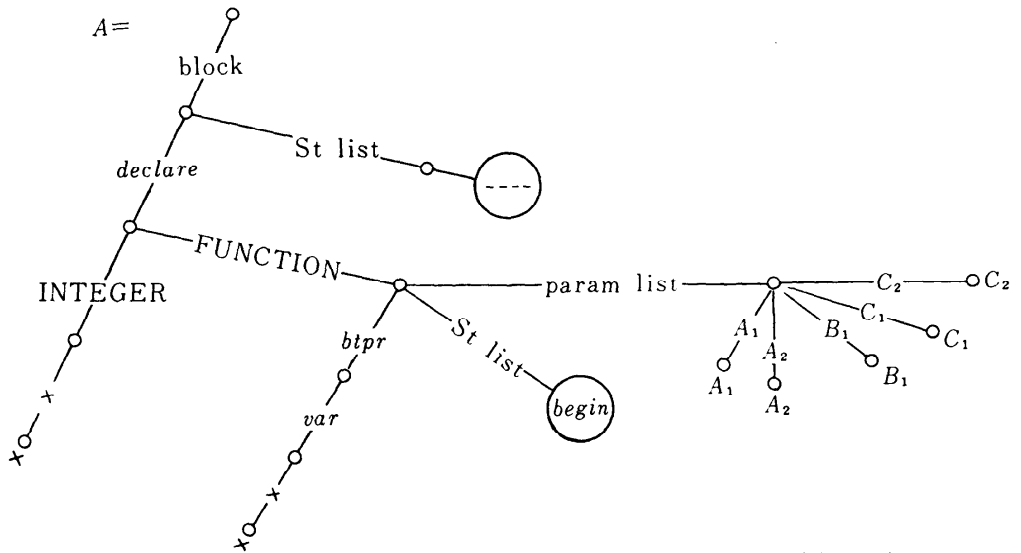 A=
block
St list
----
declare
FUNCTION
INTEGER
param list
C₂
C₂
C₁
C₁
B₁
B₁
A₁
A₁
A₂
A₂
btpr
St list
begin
var
x
x
x
x